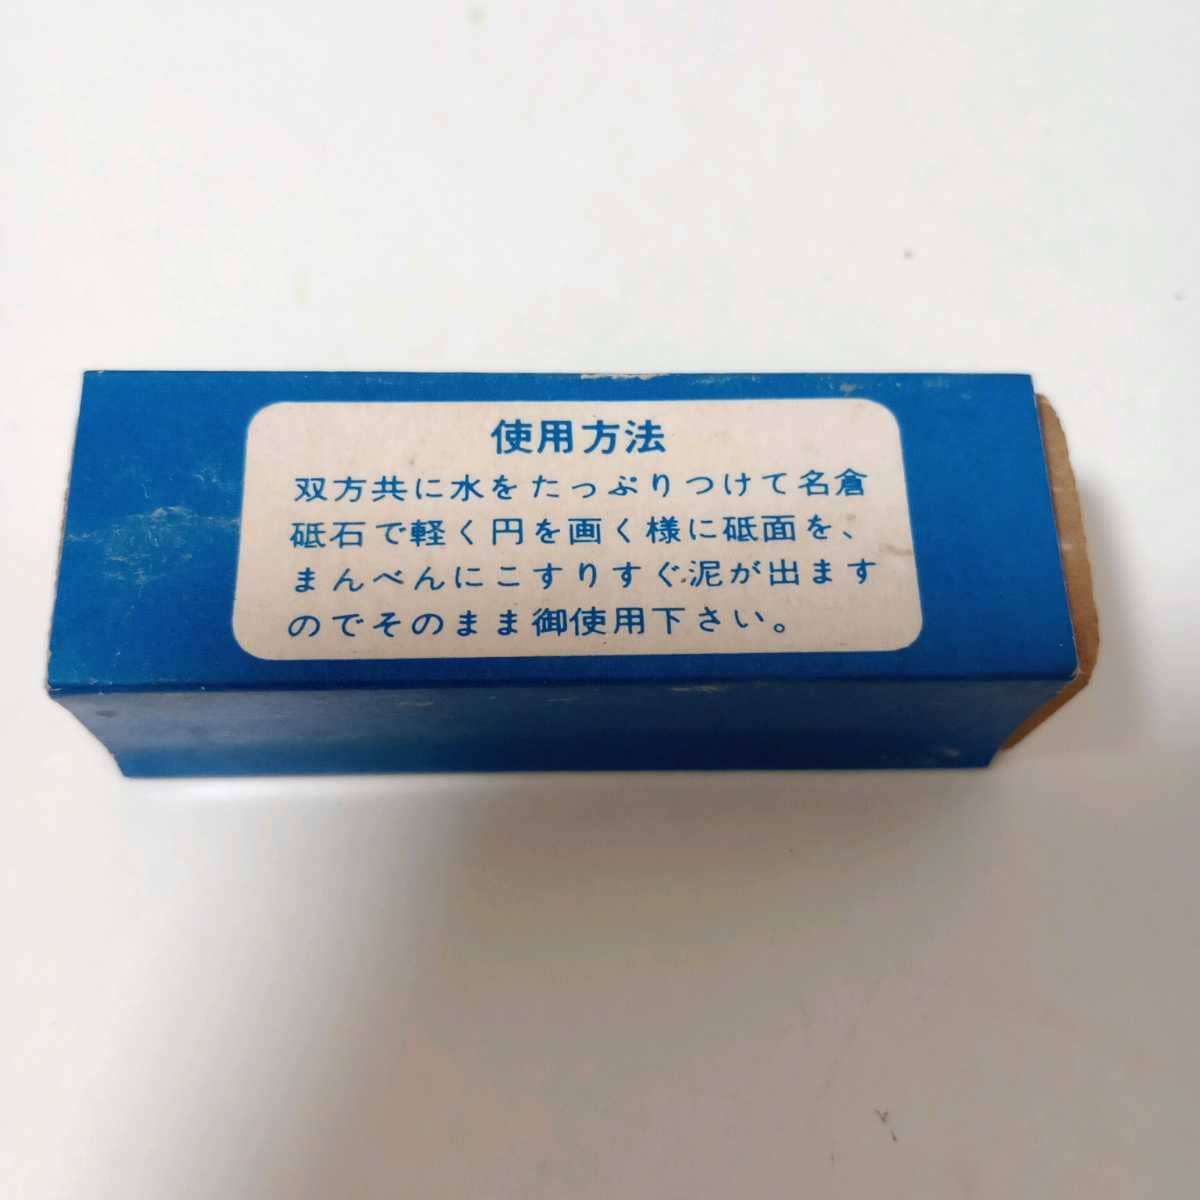 使用方法
双方共に水をたっぷりつけて名倉
砥石で軽く円を画く様に砥面を、
まんべんにこすりすぐ泥が出ます
のでそのまま御使用下さい。